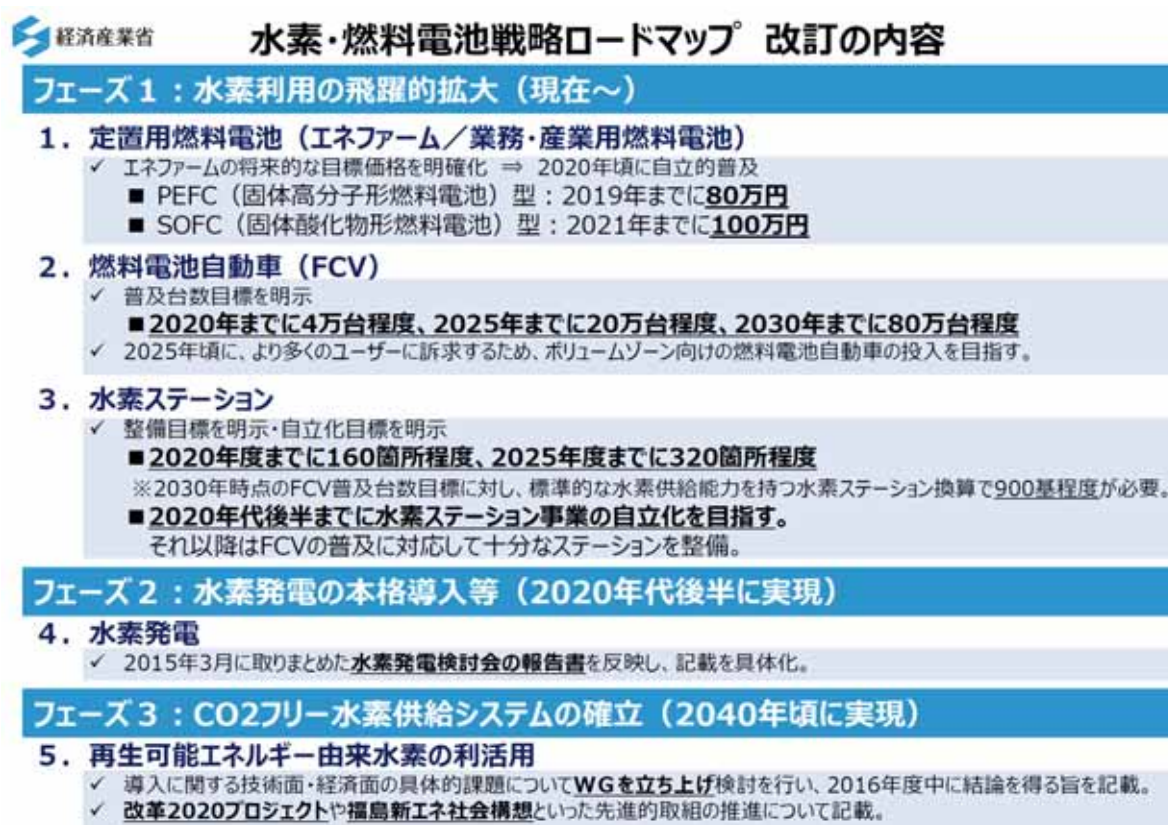 経済産業省
水素・燃料電池戦略ロードマップ 改訂の内容
フェーズ1：水素利用の飛躍的拡大（現在～）
1．定置用燃料電池（エネファーム／業務・産業用燃料電池）
✓ エネファームの将来的な目標価格を明確化 ⇒ 2020年頃に自立的普及
■ PEFC（固体高分子形燃料電池）型：2019年までに80万円
■ SOFC（固体酸化物形燃料電池）型：2021年までに100万円
2．燃料電池自動車（FCV）
✓ 普及台数目標を明示
■2020年までに4万台程度、2025年までに20万台程度、2030年までに80万台程度
✓ 2025年頃に、より多くのユーザーに訴求するため、ボリュームゾーン向けの燃料電池自動車の投入を目指す。
3．水素ステーション
✓ 整備目標を明示・自立化目標を明示
■2020年度までに160箇所程度、2025年度までに320箇所程度
※2030年時点のFCV普及台数目標に対し、標準的な水素供給能力を持つ水素ステーション換算で900基程度が必要。
■2020年代後半までに水素ステーション事業の自立化を目指す。
それ以降はFCVの普及に対応して十分なステーションを整備。
フェーズ2：水素発電の本格導入等（2020年代後半に実現）
4．水素発電
✓ 2015年3月に取りまとめた水素発電検討会の報告書を反映し、記載を具体化。
フェーズ3：CO2フリー水素供給システムの確立（2040年頃に実現）
5．再生可能エネルギー由来水素の利活用
✓ 導入に関する技術面・経済面の具体的課題についてWGを立ち上げ検討を行い、2016年度中に結論を得る旨を記載。
✓ 改革2020プロジェクトや福島新エネ社会構想といった先進的取組の推進について記載。